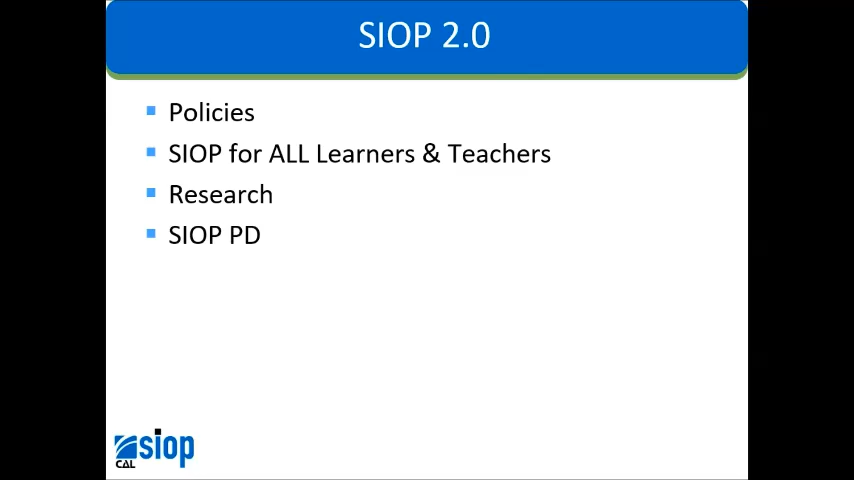 SIOP 2.0
Policies
SIOP for ALL Learners & Teachers
Research
SIOP PD
CAL siop